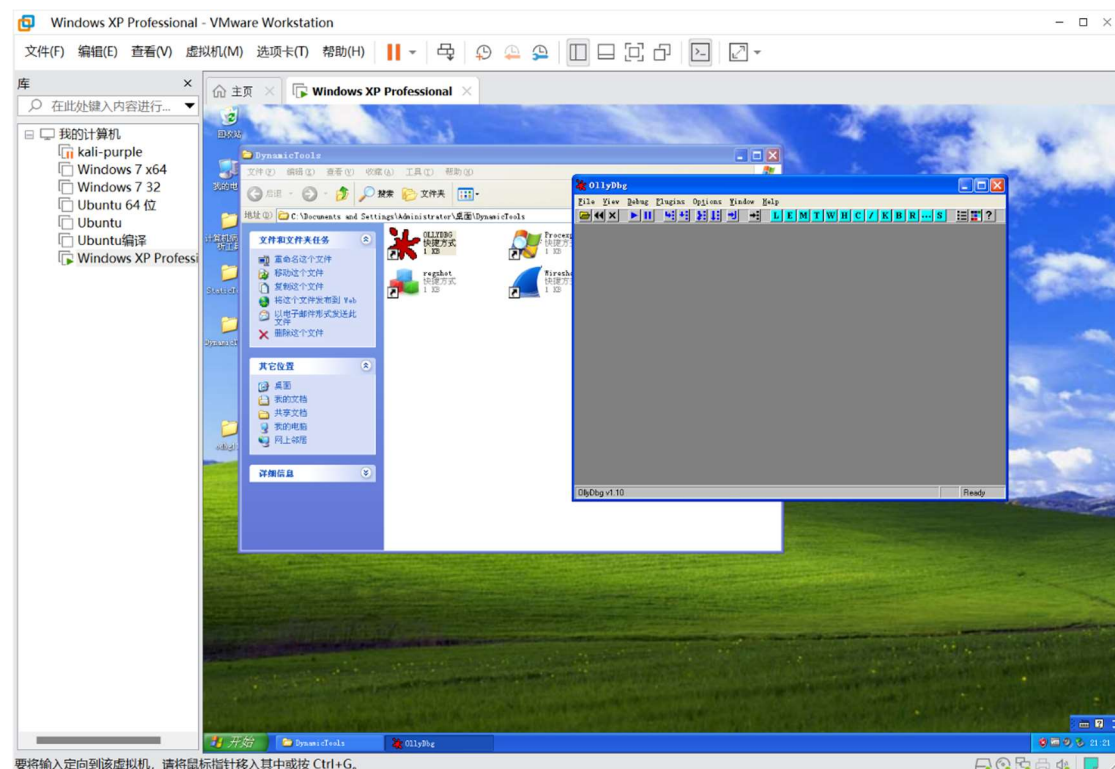 Windows XP Professional - VMware Workstation
文件(F) 编辑(E) 查看(V) 虚拟机(M) 选项卡(T) 帮助(H)
库
主页
Windows XP Professional
在此处键入内容进行...
我的计算机
kali-purple
Windows 7 x64
Windows 7 32
Ubuntu 64 位
Ubuntu
Ubuntu编译
Windows XP Professi
回收站
我的电
DynamicTools
文件(F) 编辑(E) 查看(V) 收藏(A) 工具(T) 帮助(H)
后退 搜索 文件夹
地址(D) C:\Documents and Settings\Administrator\桌面\DynamicTools
文件和文件夹任务
重命名这个文件
移动这个文件
复制这个文件
将这个文件发布到 Web
以电子邮件形式发送此
文件
删除这个文件
其它位置
桌面
我的文档
共享文档
我的电脑
网上邻居
详细信息
OLLYDBG
快捷方式
1 KB
Procexp
快捷方
1 KB
regshot
快捷方式
1 KB
Wiresha
快捷方
1 KB
OllyDbg
File View Debug Plugins Options Window Help
L E M T W H C / K B R ... S ?
OllyDbg v1.10
Ready
开始 DynamicTools OllyDbg
21:21
要将输入定向到该虚拟机，请将鼠标指针移入其中或按 Ctrl+G。